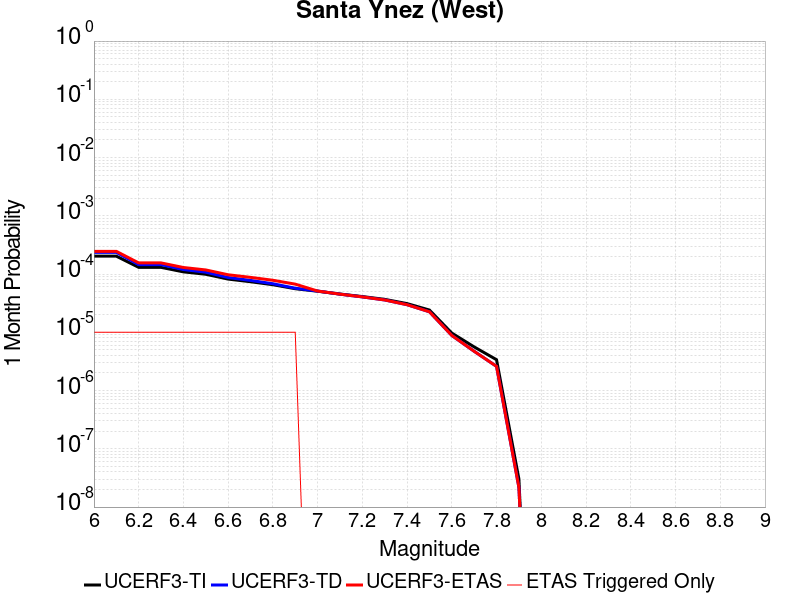 Santa Ynez (West)
10^0
10^-1
10^-2
10^-3
10^-4
10^-5
10^-6
10^-7
10^-8
1 Month Probability
6 6.2 6.4 6.6 6.8 7 7.2 7.4 7.6 7.8 8 8.2 8.4 8.6 8.8 9
Magnitude
UCERF3-TI UCERF3-TD UCERF3-ETAS ETAS Triggered Only